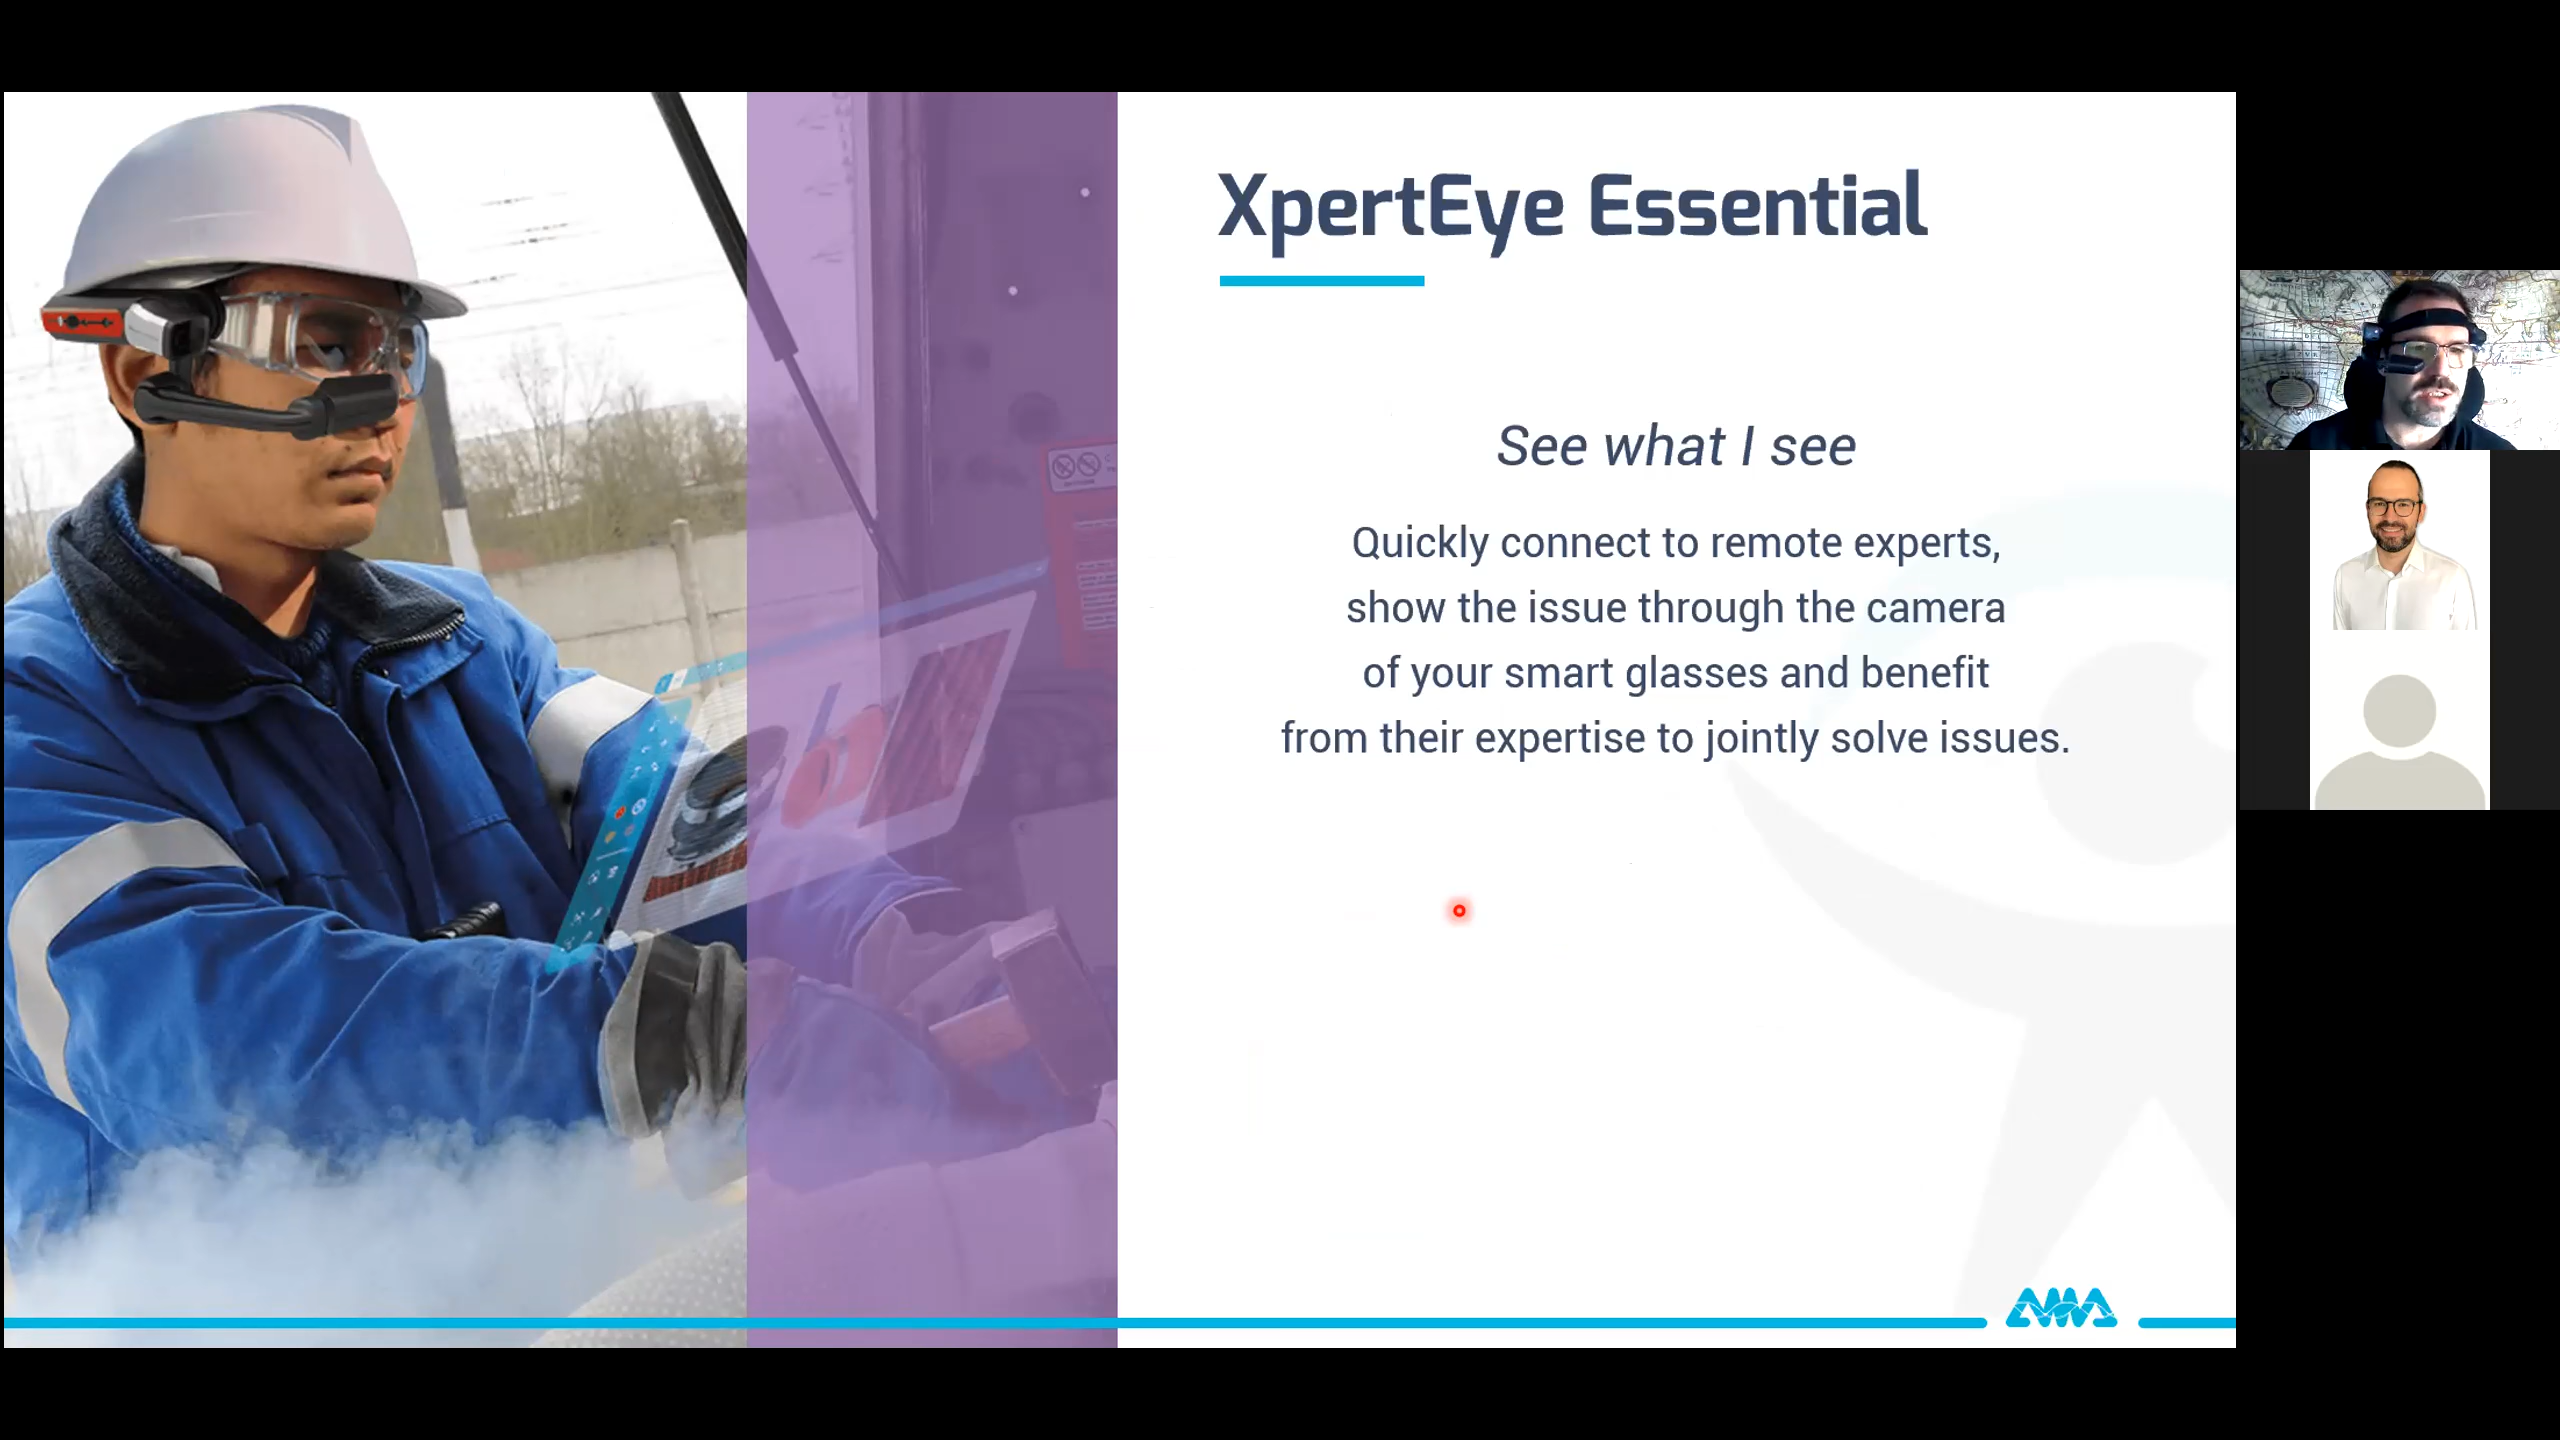 XpertEye Essential
See what I see
Quickly connect to remote experts,
show the issue through the camera
of your smart glasses and benefit
from their expertise to jointly solve issues.
AMA